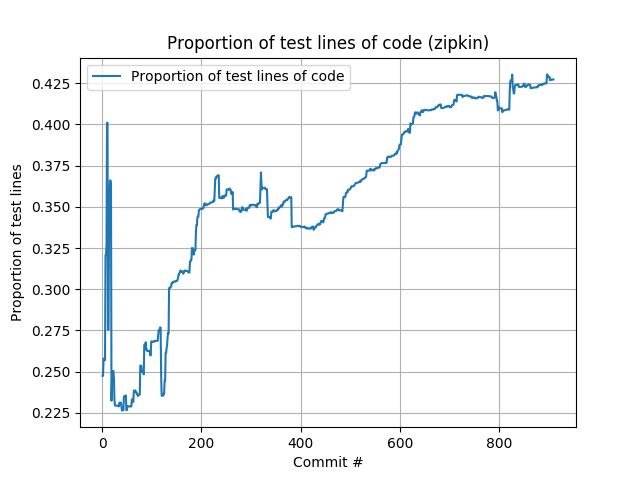 Proportion of test lines of code (zipkin)
Proportion of test lines of code
0.425
0.400
0.375
0.350
0.325
0.300
0.275
0.250
0.225
Proportion of test lines
0 200 400 600 800
Commit #